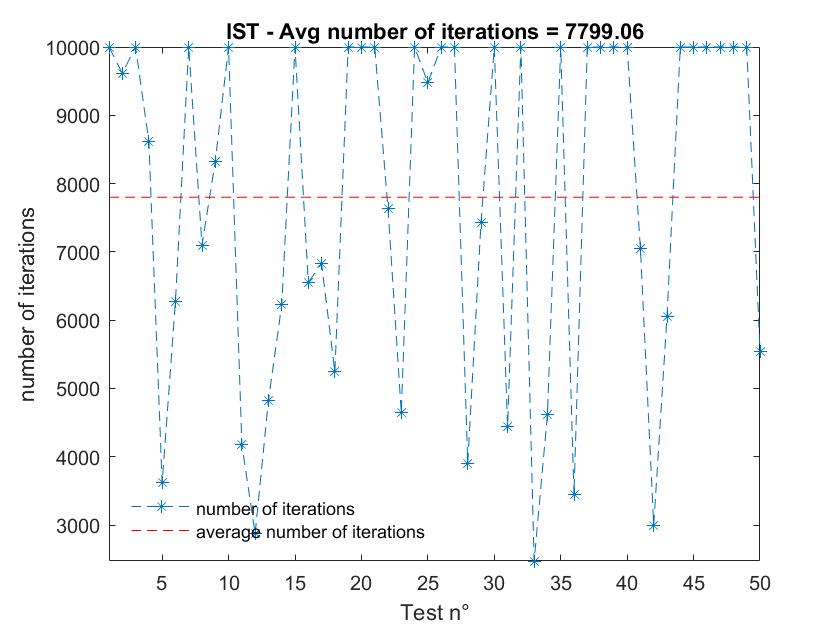 IST - Avg number of iterations = 7799.06
10000
9000
8000
7000
6000
5000
4000
3000
number of iterations
number of iterations
average number of iterations
5 10 15 20 25 30 35 40 45 50
Test n°